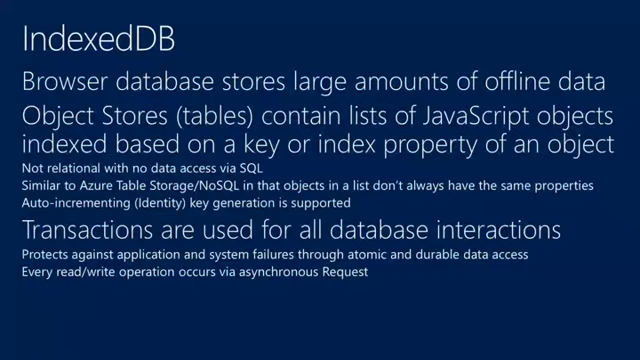 IndexedDB
Browser database stores large amounts of offline data
Object Stores (tables) contain lists of JavaScript objects
indexed based on a key or index property of an object
Not relational with no data access via SQL
Similar to Azure Table Storage/NoSQL in that objects in a list don't always have the same properties
Auto-incrementing (Identity) key generation is supported
Transactions are used for all database interactions
Protects against application and system failures through atomic and durable data access
Every read/write operation occurs via asynchronous Request